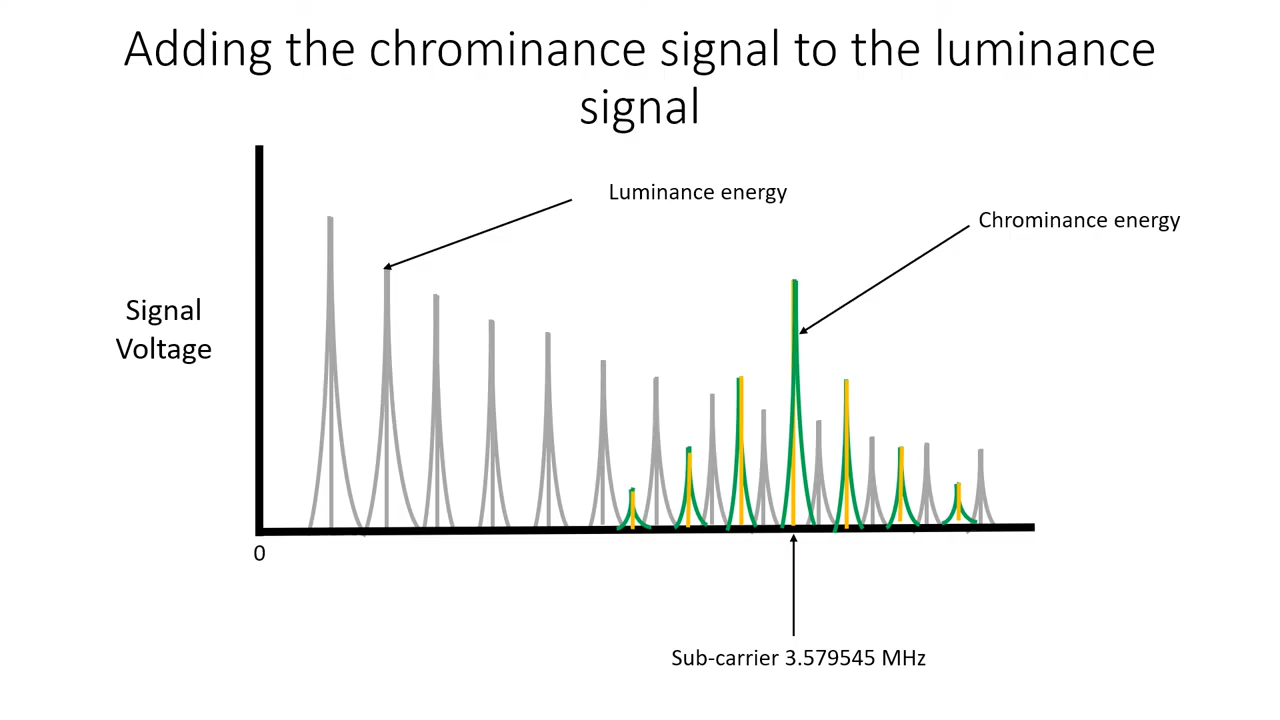 Adding the chrominance signal to the luminance
signal
Luminance energy
Chrominance energy
Signal
Voltage
0
Sub-carrier 3.579545 MHz